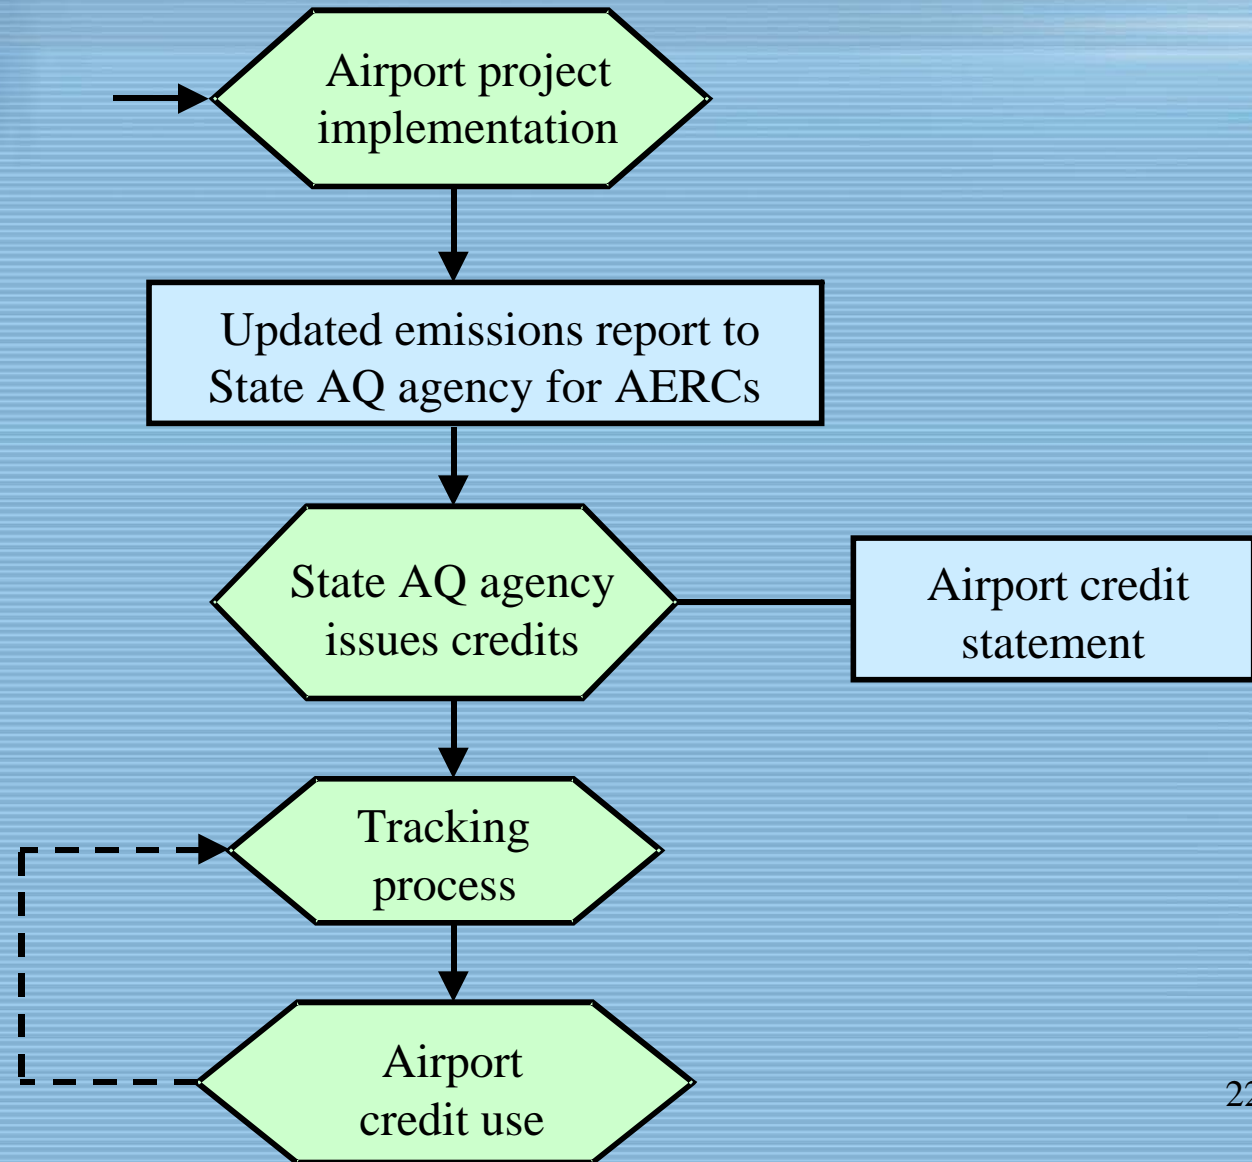 Airport project
implementation
Updated emissions report to
State AQ agency for AERCs
State AQ agency
issues credits
Airport credit
statement
Tracking
process
Airport
credit use
22